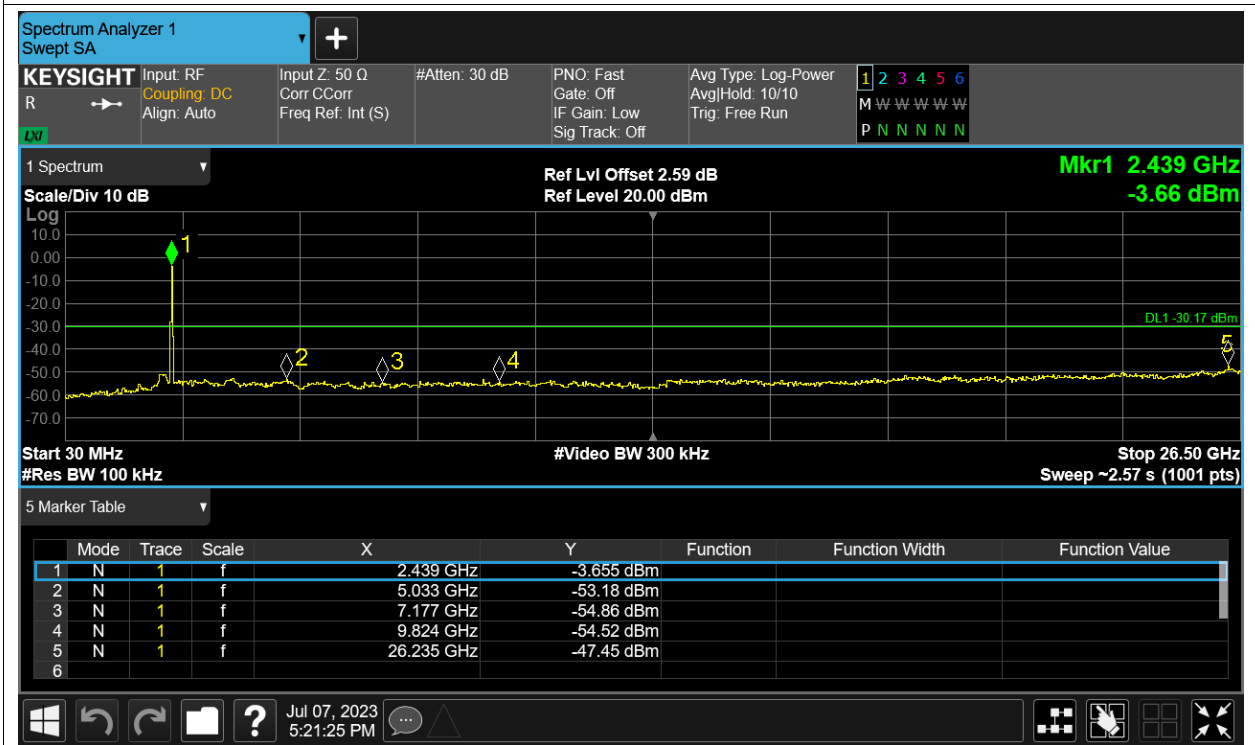 Spectrum Analyzer 1
Swept SA
+
KEYSIGHT Input: RF Input Z: 50 Ω #Atten: 30 dB PNO: Fast Avg Type: Log-Power 1 2 3 4 5 6
R Coupling: DC Corr CCorr Gate: Off Avg|Hold: 10/10 M W W W W W W
Align: Auto Freq Ref: Int (S) IF Gain: Low Trig: Free Run
LXI Sig Track: Off P N N N N N N
1 Spectrum Ref Lvl Offset 2.59 dB Mkr1 2.439 GHz
Scale/Div 10 dB Ref Level 20.00 dBm -3.66 dBm
Log
10.0 1
0.00
-10.0
-20.0
DL1 -30.17 dBm
-30.0
-40.0 2 3 4 5
-50.0
-60.0
-70.0
Start 30 MHz #Video BW 300 kHz Stop 26.50 GHz
#Res BW 100 kHz Sweep ~2.57 s (1001 pts)
5 Marker Table
Mode Trace Scale X Y Function Function Width Function Value
1 N 1 f 2.439 GHz -3.655 dBm
2 N 1 f 5.033 GHz -53.18 dBm
3 N 1 f 7.177 GHz -54.86 dBm
4 N 1 f 9.824 GHz -54.52 dBm
5 N 1 f 26.235 GHz -47.45 dBm
6
? Jul 07, 2023
5:21:25 PM